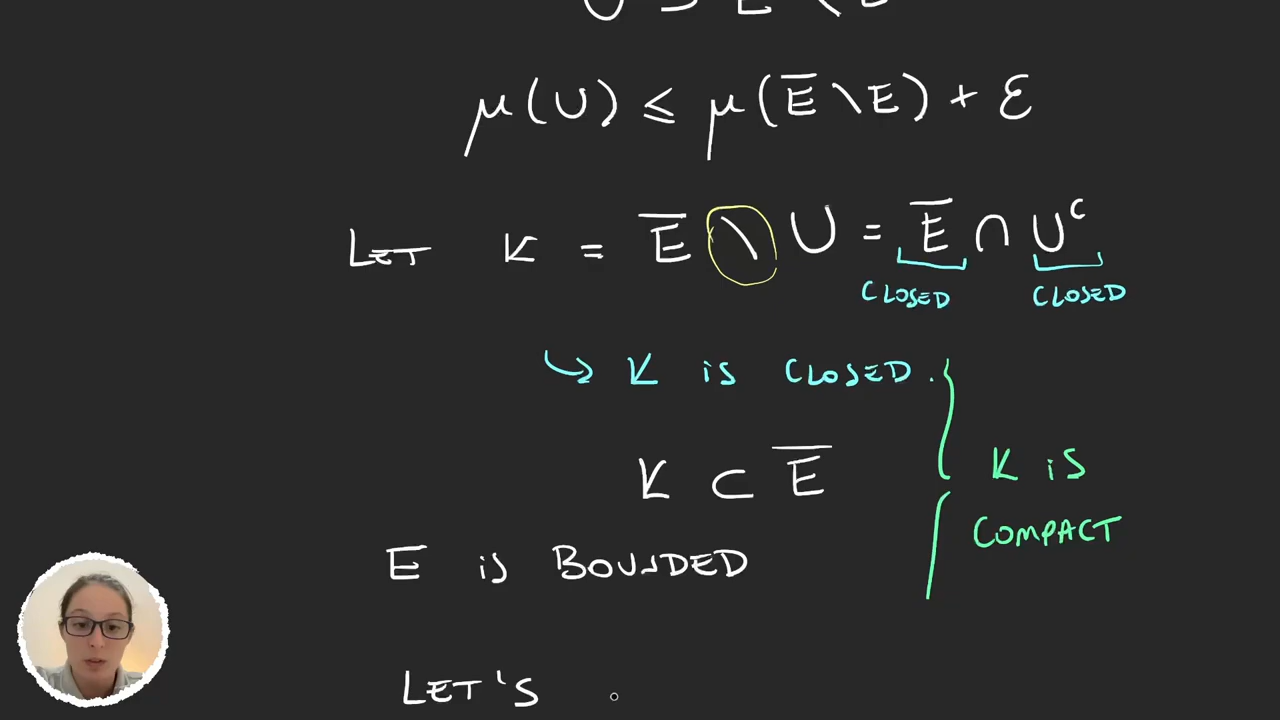 U ⊃ E̅ \ E
μ(U) ≤ μ(E̅ \ E) + ε
LET K = E̅ \ U = E̅ ∩ Uᶜ
CLOSED CLOSED
↪ K is CLOSED.
K ⊂ E̅
K is
COMPACT
E is BOUNDED
LET'S